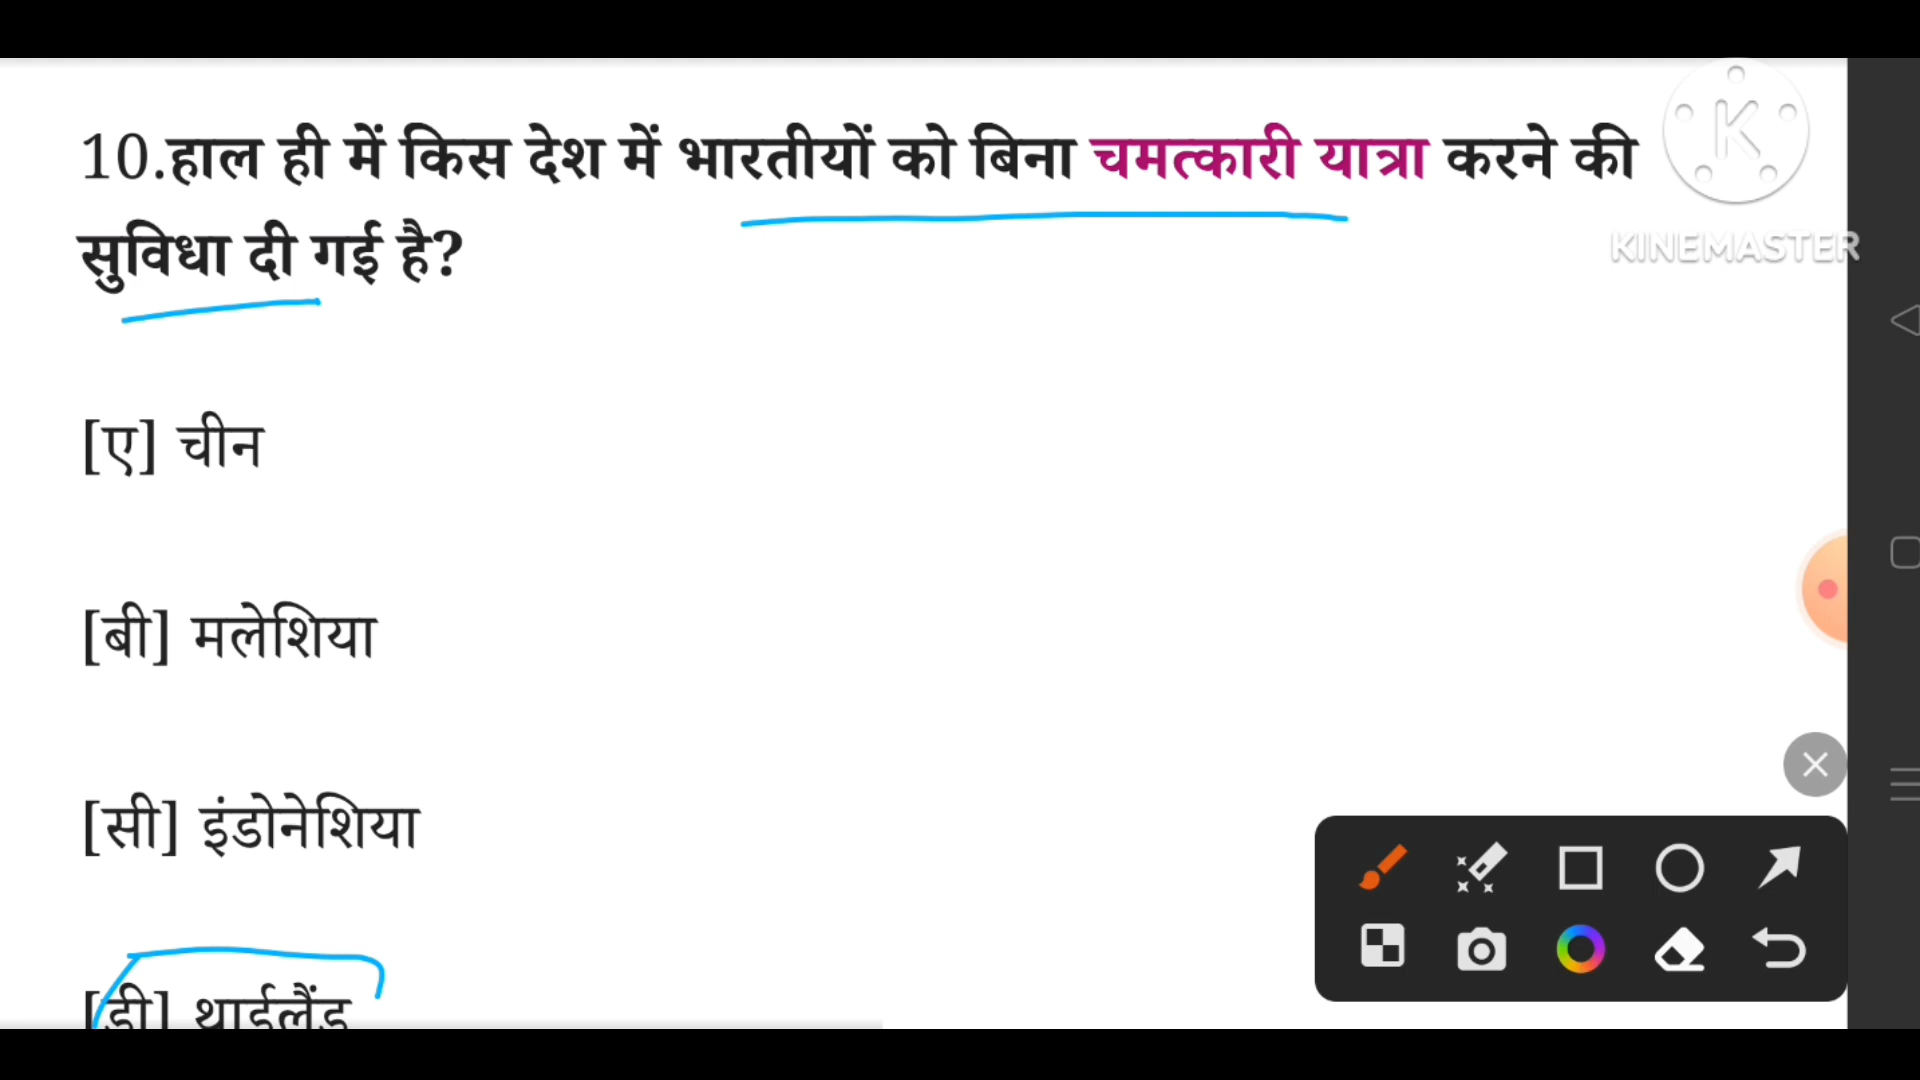 10.हाल ही में किस देश में भारतीयों को बिना चमत्कारी यात्रा करने की
सुविधा दी गई है?
K
KINEMASTER
[ए] चीन
[बी] मलेशिया
[सी] इंडोनेशिया
[डी] थाईलैंड